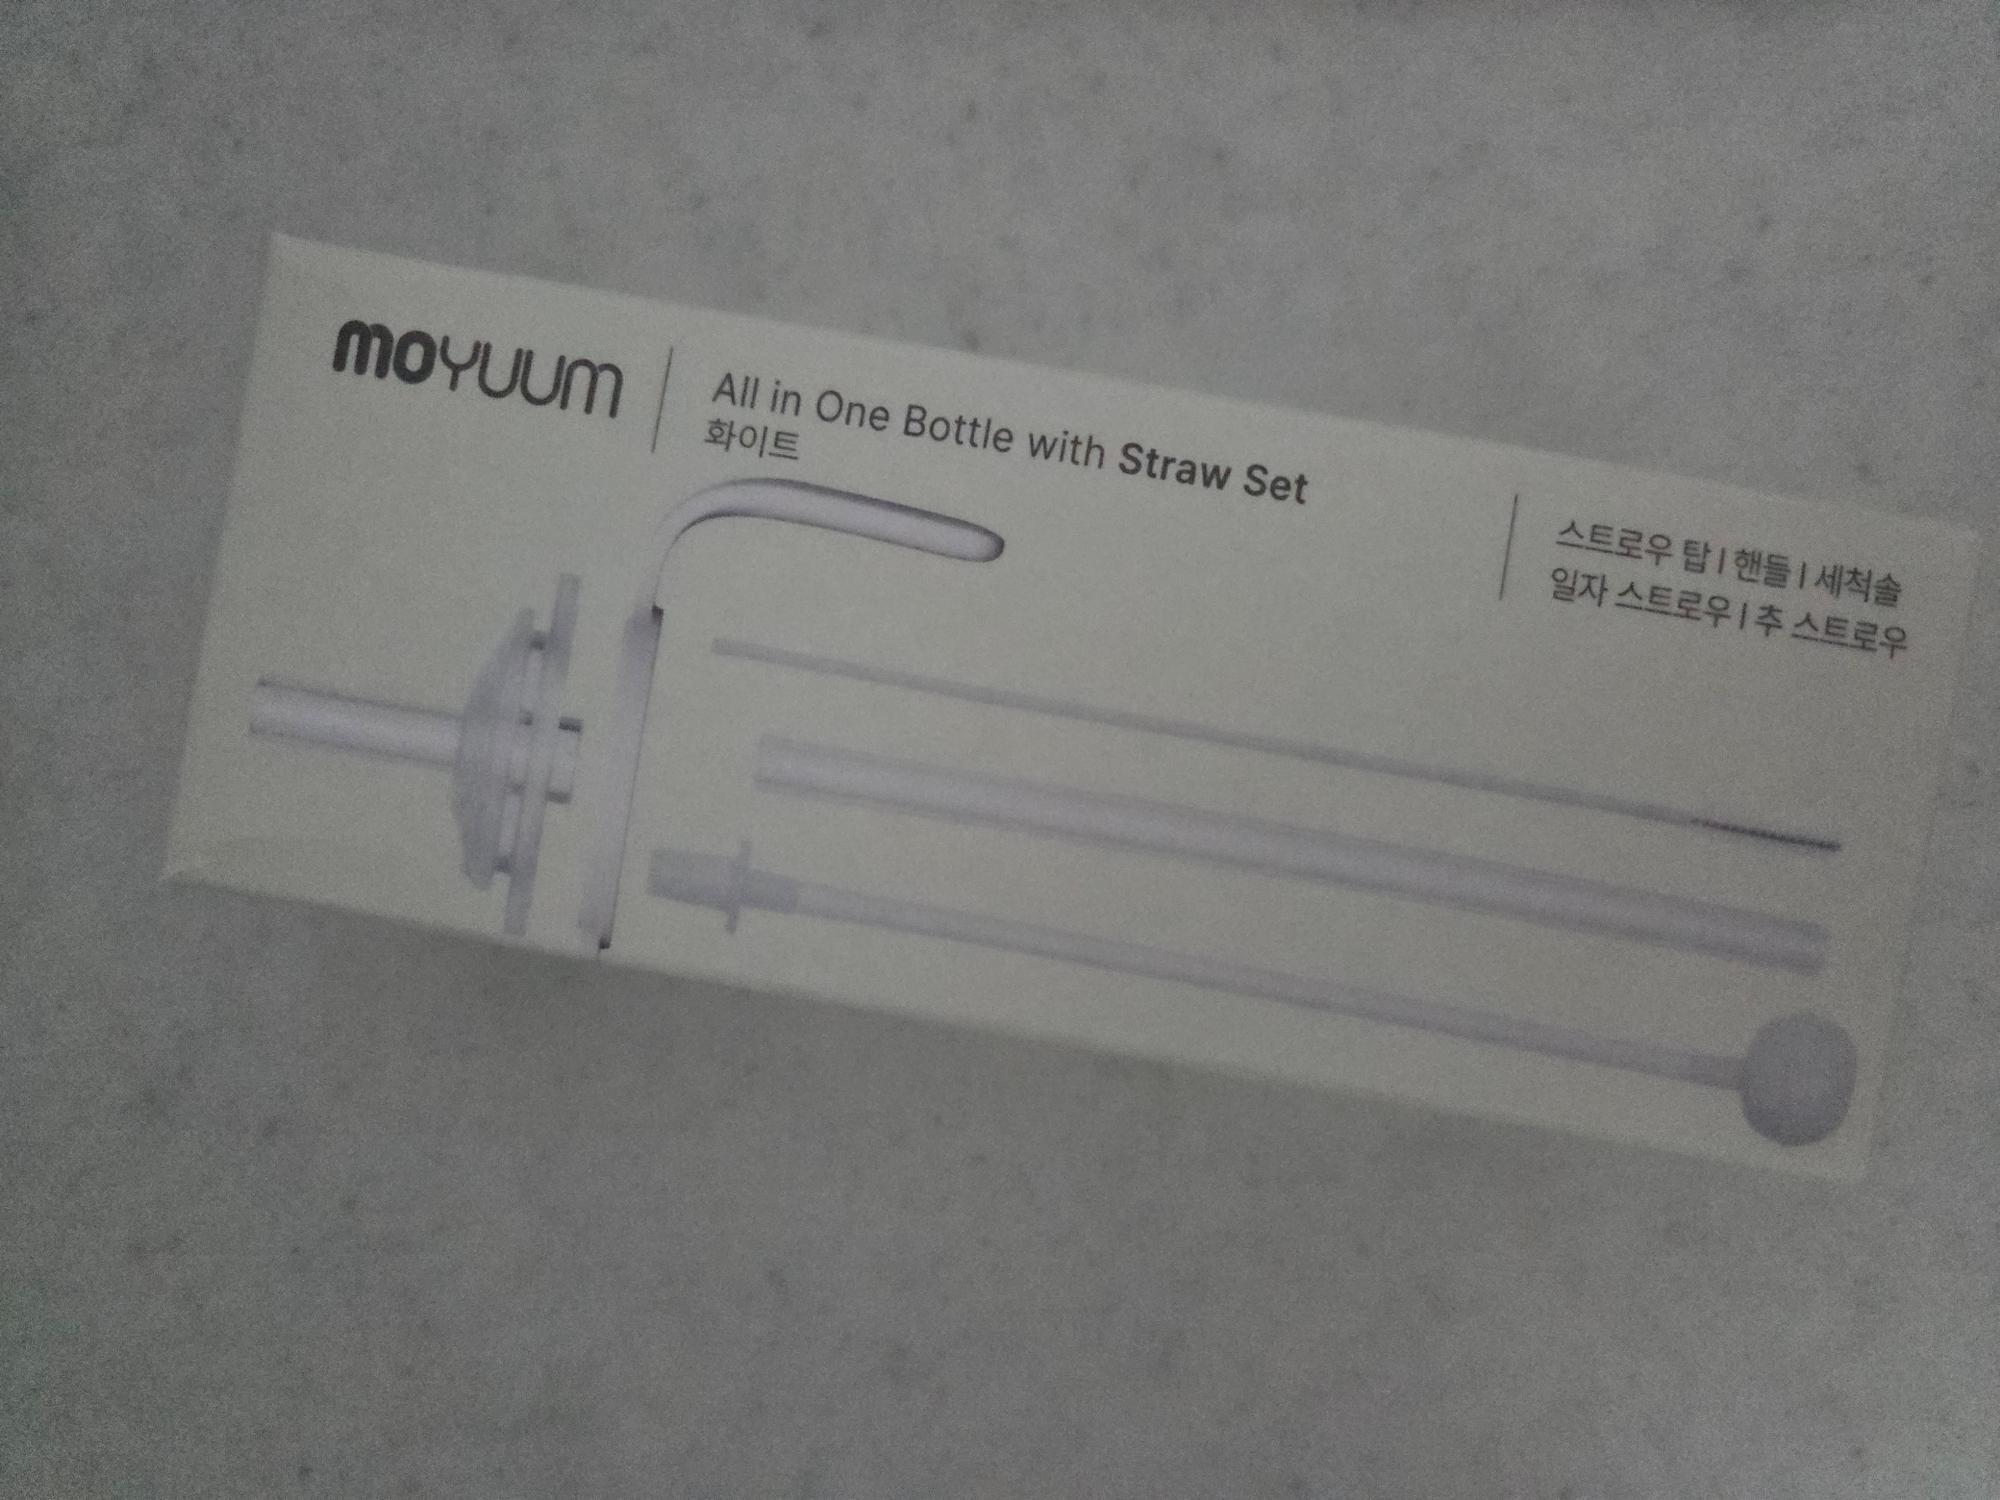 moyuum
All in One Bottle with Straw Set
화이트
스트로우 탑 | 핸들 | 세척솔
일자 스트로우 | 추 스트로우